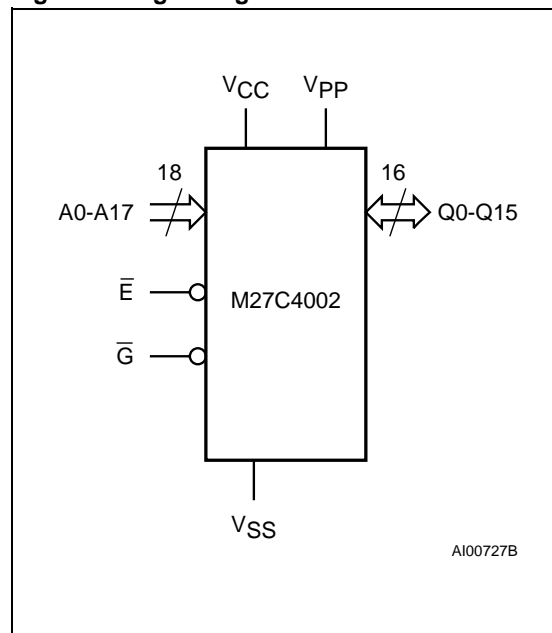 VCC VPP
18 16
A0-A17 Q0-Q15
E̅ M27C4002
G̅
VSS
AI00727B